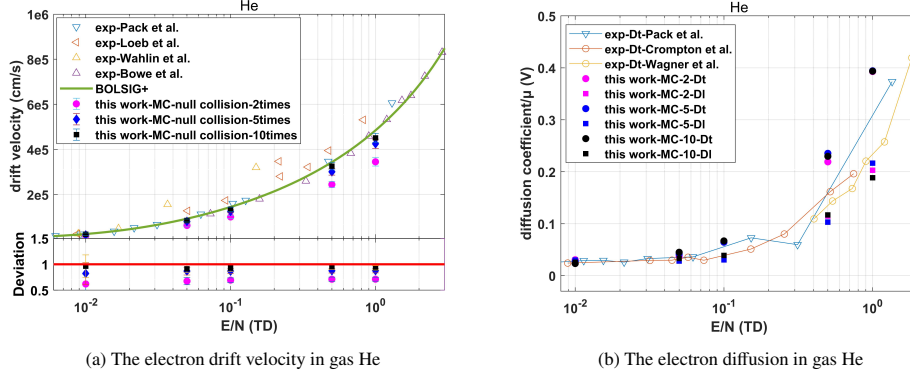 He
1e6
8e5
6e5
4e5
2e5
drift velocity (cm/s)
exp-Pack et al.
exp-Loeb et al.
exp-Wahlin et al.
exp-Bowe et al.
BOLSIG+
this work-MC-null collision-2times
this work-MC-null collision-5times
this work-MC-null collision-10times
1.5
1
0.5
Deviation
10-2
10-1
100
E/N (TD)
(a) The electron drift velocity in gas He
He
0.5
0.4
0.3
0.2
0.1
0
diffusion coefficient/μ (V)
exp-Dt-Pack et al.
exp-Dt-Crompton et al.
exp-Dt-Wagner et al.
this work-MC-2-Dt
this work-MC-2-Dl
this work-MC-5-Dt
this work-MC-5-Dl
this work-MC-10-Dt
this work-MC-10-Dl
10-2
10-1
100
E/N (TD)
(b) The electron diffusion in gas He